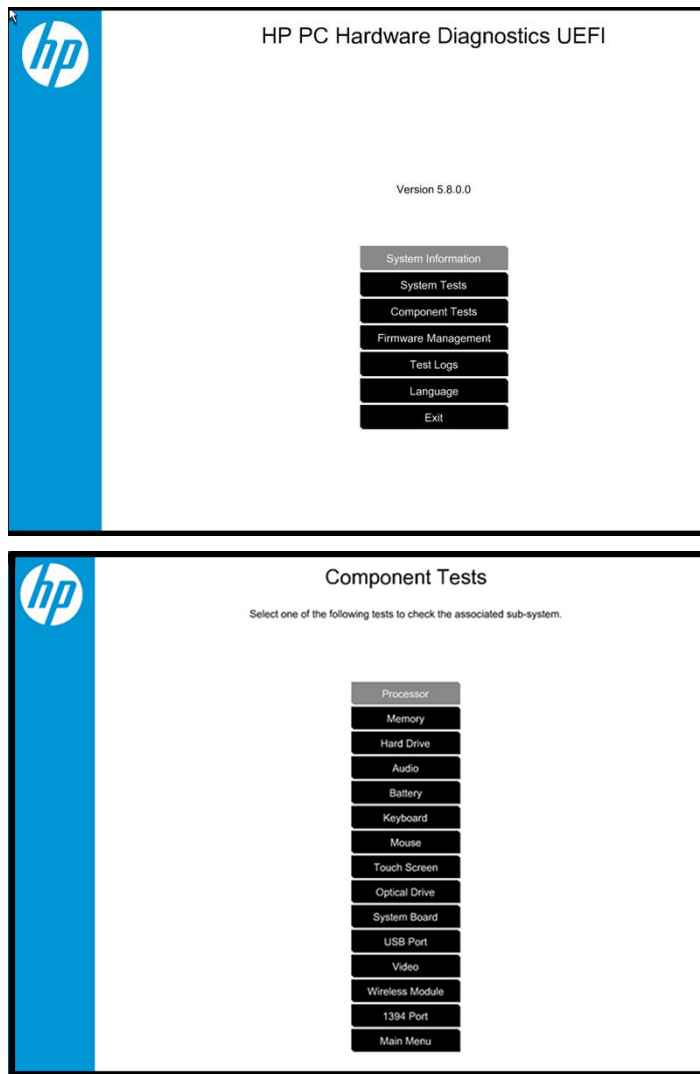 hp
HP PC Hardware Diagnostics UEFI
Version 5.8.0.0
System Information
System Tests
Component Tests
Firmware Management
Test Logs
Language
Exit
hp
Component Tests
Select one of the following tests to check the associated sub-system.
Processor
Memory
Hard Drive
Audio
Battery
Keyboard
Mouse
Touch Screen
Optical Drive
System Board
USB Port
Video
Wireless Module
1394 Port
Main Menu